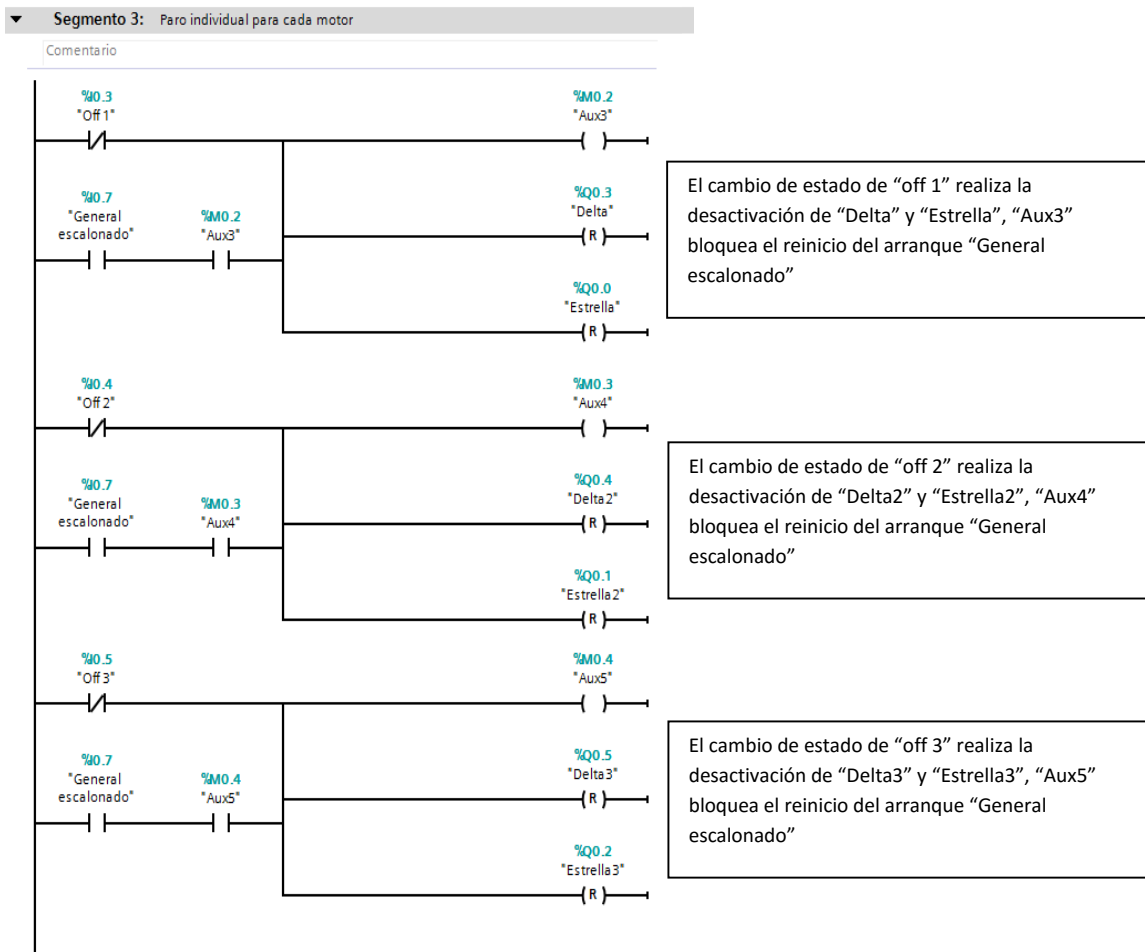 Segmento 3: Paro individual para cada motor
Comentario
%I0.3
"Off 1"
%M0.2
"Aux3"
%I0.7
"General
escalonado"
%M0.2
"Aux3"
%Q0.3
"Delta"
R
%Q0.0
"Estrella"
R
El cambio de estado de “off 1” realiza la
desactivación de “Delta” y “Estrella”, “Aux3”
bloquea el reinicio del arranque “General
escalonado”
%I0.4
"Off 2"
%M0.3
"Aux4"
%I0.7
"General
escalonado"
%M0.3
"Aux4"
%Q0.4
"Delta2"
R
%Q0.1
"Estrella2"
R
El cambio de estado de “off 2” realiza la
desactivación de “Delta2” y “Estrella2”, “Aux4”
bloquea el reinicio del arranque “General
escalonado”
%I0.5
"Off 3"
%M0.4
"Aux5"
%I0.7
"General
escalonado"
%M0.4
"Aux5"
%Q0.5
"Delta3"
R
%Q0.2
"Estrella3"
R
El cambio de estado de “off 3” realiza la
desactivación de “Delta3” y “Estrella3”, “Aux5”
bloquea el reinicio del arranque “General
escalonado”